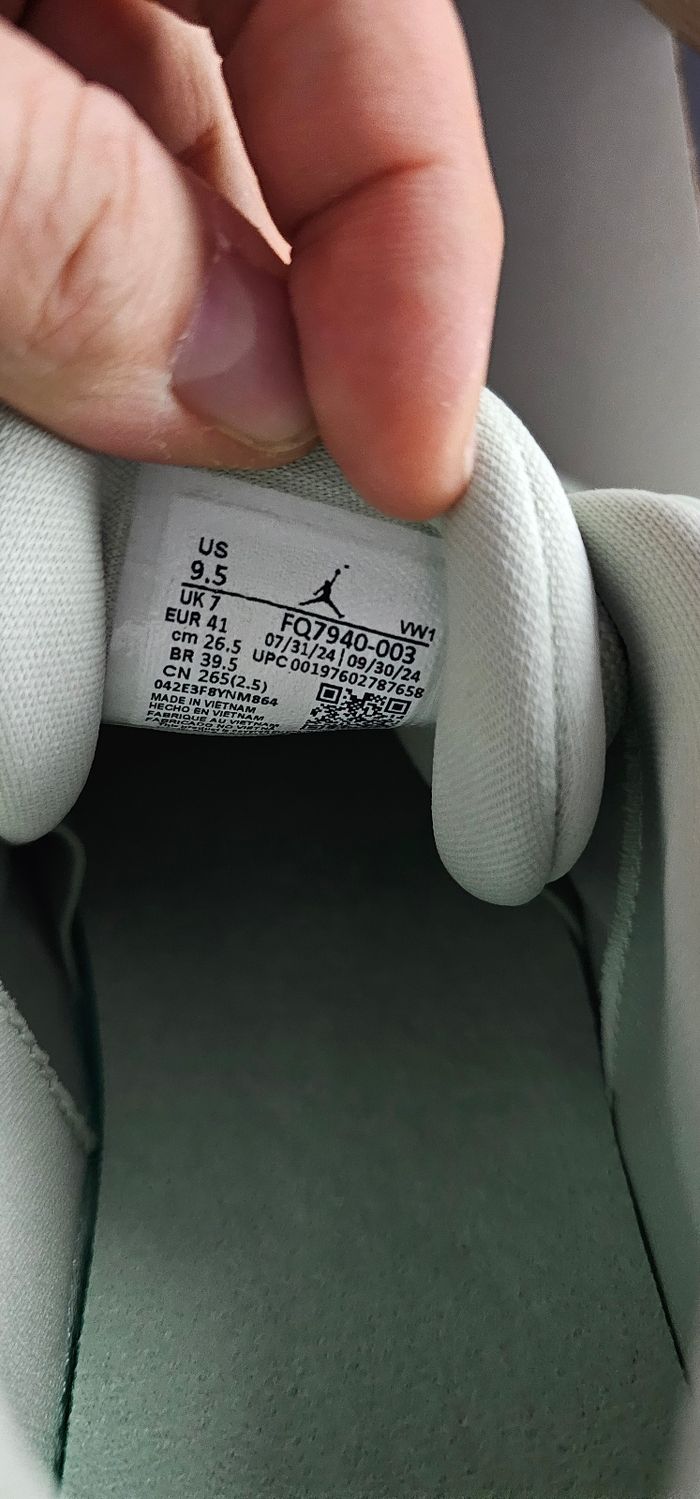 US
9.5
UK 7
EUR 41
cm 26.5
BR 39.5
CN 265(2.5)
042E3F8YNM864
MADE IN VIETNAM
HECHO EN VIETNAM
FABRIQUE AU VIETNAM
VW1
FQ7940-003
07/31/24 | 09/30/24
UPC 00197602787658